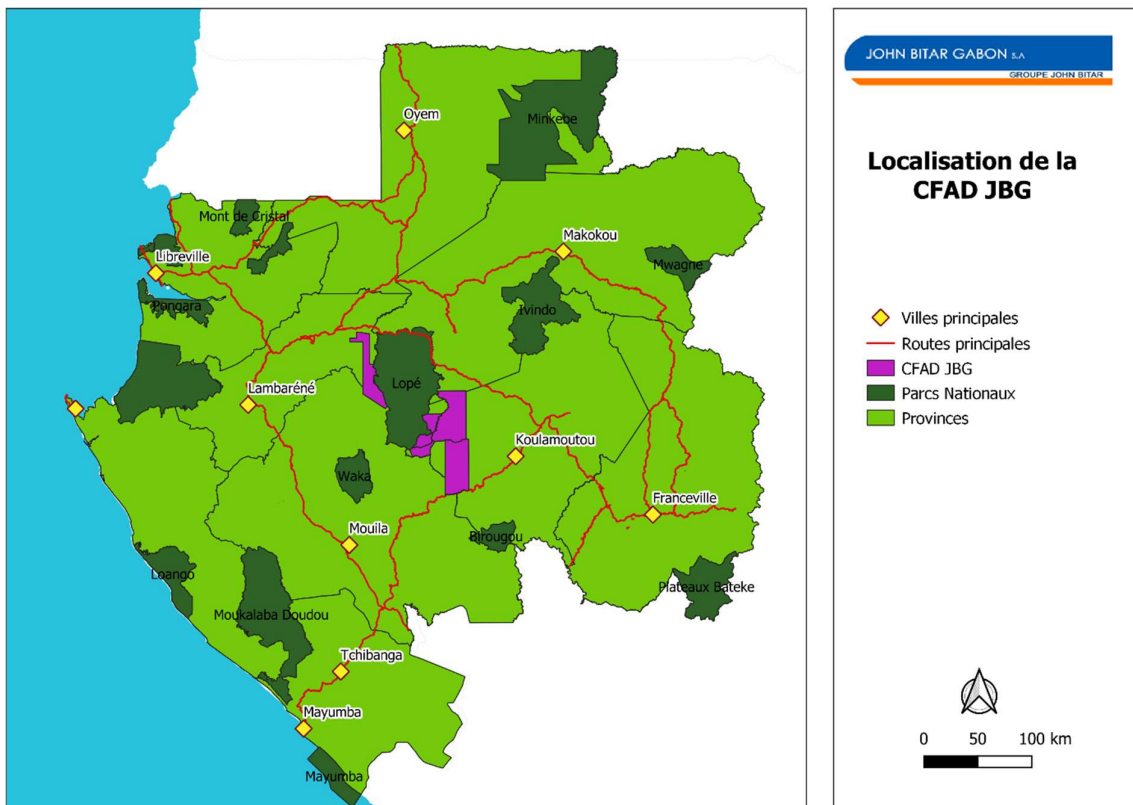 Oyem
Minkebe
Mont de Cristal
Makokou
Mwagne
Libreville
Ivindo
Pongara
Lopé
Lambaréné
Koulamoutou
Waka
Franceville
Mouila
Birougou
Loango
Plateaux Bateke
Moukalaba Doudou
Tchibanga
Mayumba
Mayumba
JOHN BITAR GABON S.A
GROUPE JOHN BITAR
Localisation de la
CFAD JBG
Villes principales
Routes principales
CFAD JBG
Parcs Nationaux
Provinces
0 50 100 km